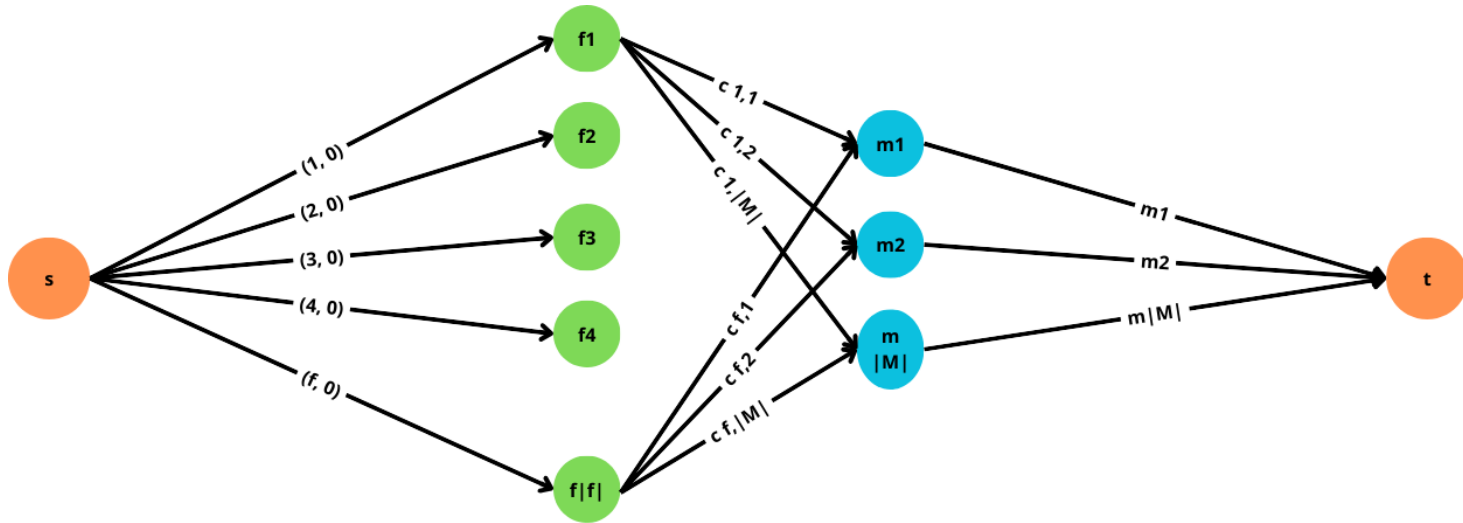 s
(1, 0)
(2, 0)
(3, 0)
(4, 0)
(f, 0)
f1
f2
f3
f4
f|f|
c 1,1
c 1,2
c 1,|M|
c f,1
c f,2
c f,|M|
m1
m2
m
|M|
m1
m2
m|M|
t